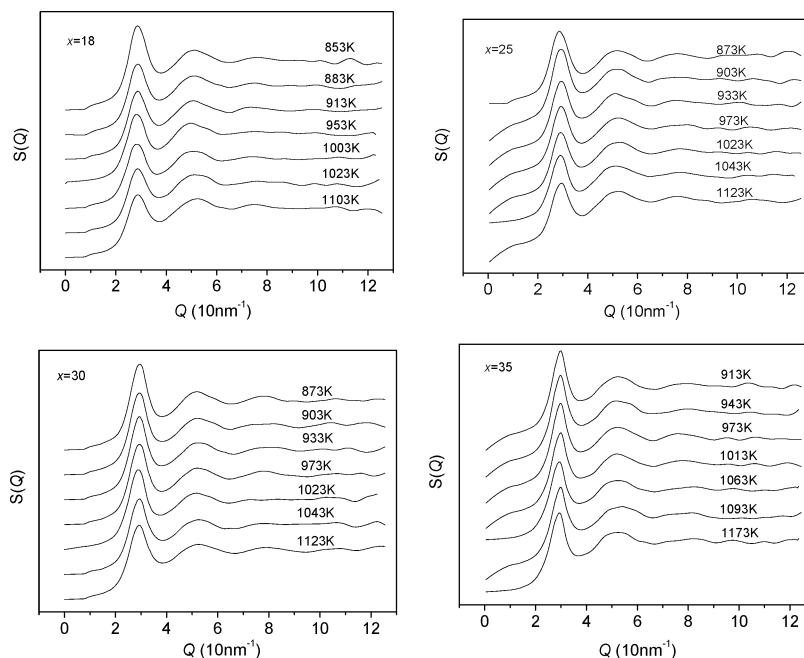 x=18
853K
883K
913K
953K
1003K
1023K
1103K
S(Q)
0 2 4 6 8 10 12
Q (10nm⁻¹)
x=25
873K
903K
933K
973K
1023K
1043K
1123K
S(Q)
0 2 4 6 8 10 12
Q (10nm⁻¹)
x=30
873K
903K
933K
973K
1023K
1043K
1123K
S(Q)
0 2 4 6 8 10 12
Q (10nm⁻¹)
x=35
913K
943K
973K
1013K
1063K
1093K
1173K
S(Q)
0 2 4 6 8 10 12
Q (10nm⁻¹)